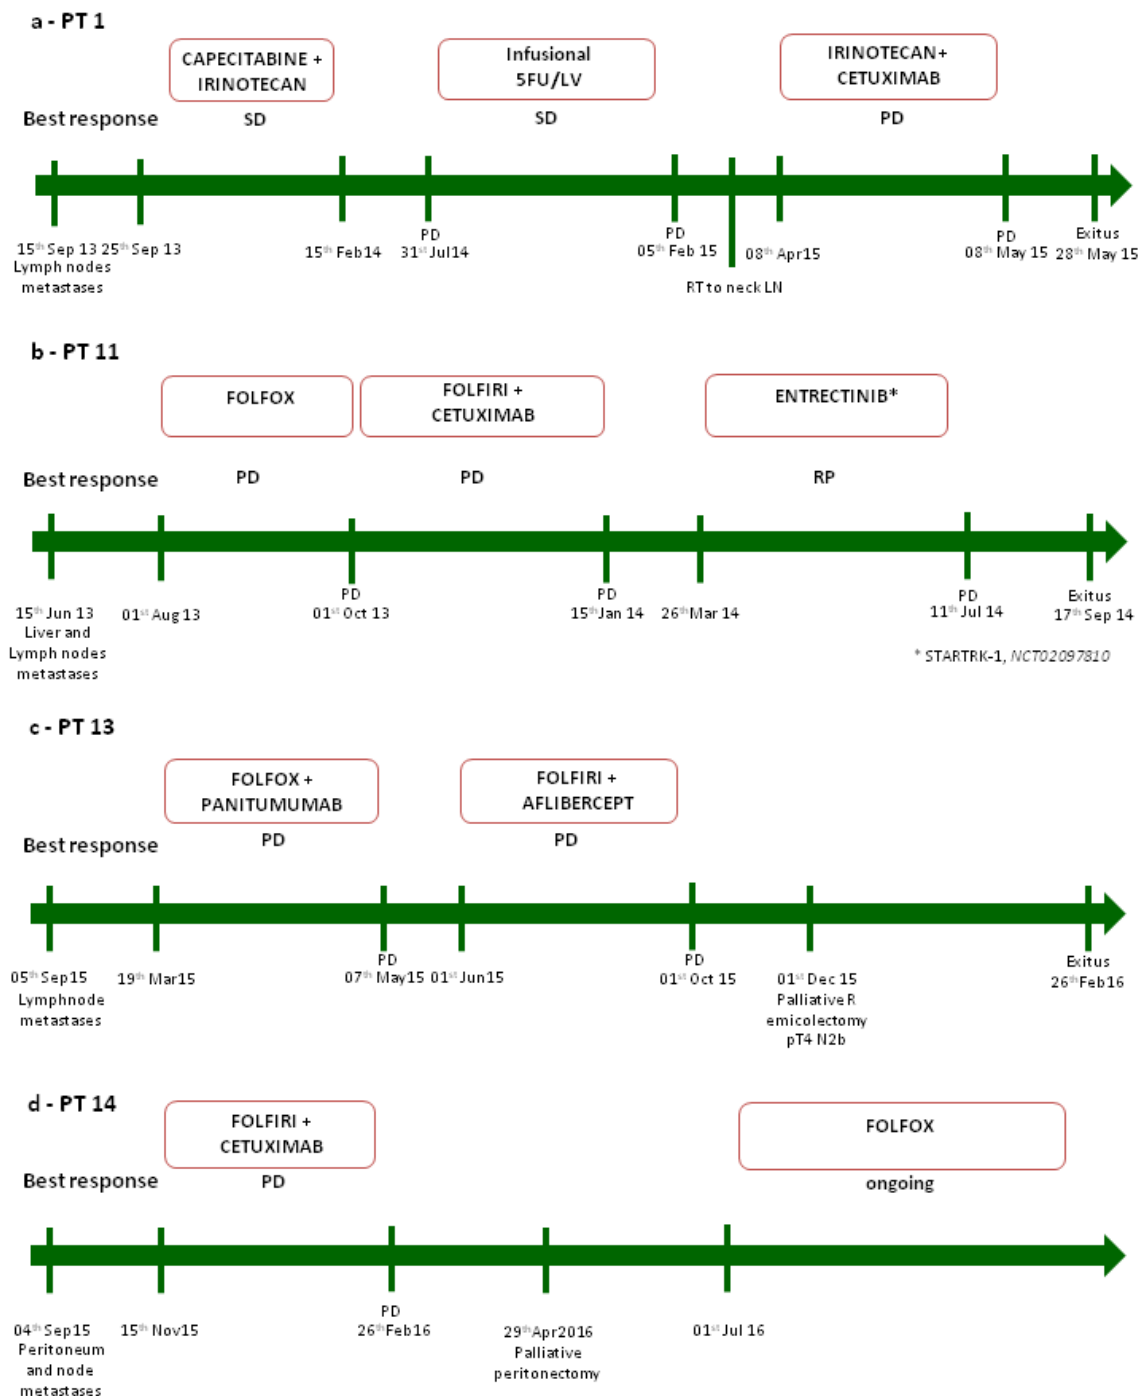 a - PT 1
CAPECITABINE +
IRINOTECAN
Infusional
5FU/LV
IRINOTECAN+
CETUXIMAB
Best response
SD
SD
PD
15th Sep 13
Lymph nodes
metastases
25th Sep 13
15th Feb14
PD
31st Jul14
PD
05th Feb 15
RT to neck LN
08th Apr15
PD
08th May 15
Exitus
28th May 15
b - PT 11
FOLFOX
FOLFIRI +
CETUXIMAB
ENTRECTINIB*
Best response
PD
PD
RP
15th Jun 13
Liver and
Lymph nodes
metastases
01st Aug 13
PD
01st Oct 13
PD
15th Jan 14
26th Mar 14
PD
11th Jul 14
Exitus
17th Sep 14
* STARTRK-1, NCT02097810
c - PT 13
FOLFOX +
PANITUMUMAB
FOLFIRI +
AFLIBERCEPT
Best response
PD
PD
05th Sep15
Lymphnode
metastases
19th Mar15
PD
07th May15
01st Jun15
PD
01st Oct 15
01st Dec 15
Palliative R
emicolectomy
pT4 N2b
Exitus
26th Feb16
d - PT 14
FOLFIRI +
CETUXIMAB
FOLFOX
Best response
PD
ongoing
04th Sep15
Peritoneum
and node
metastases
15th Nov15
PD
26th Feb16
29th Apr2016
Palliative
peritonectomy
01st Jul 16